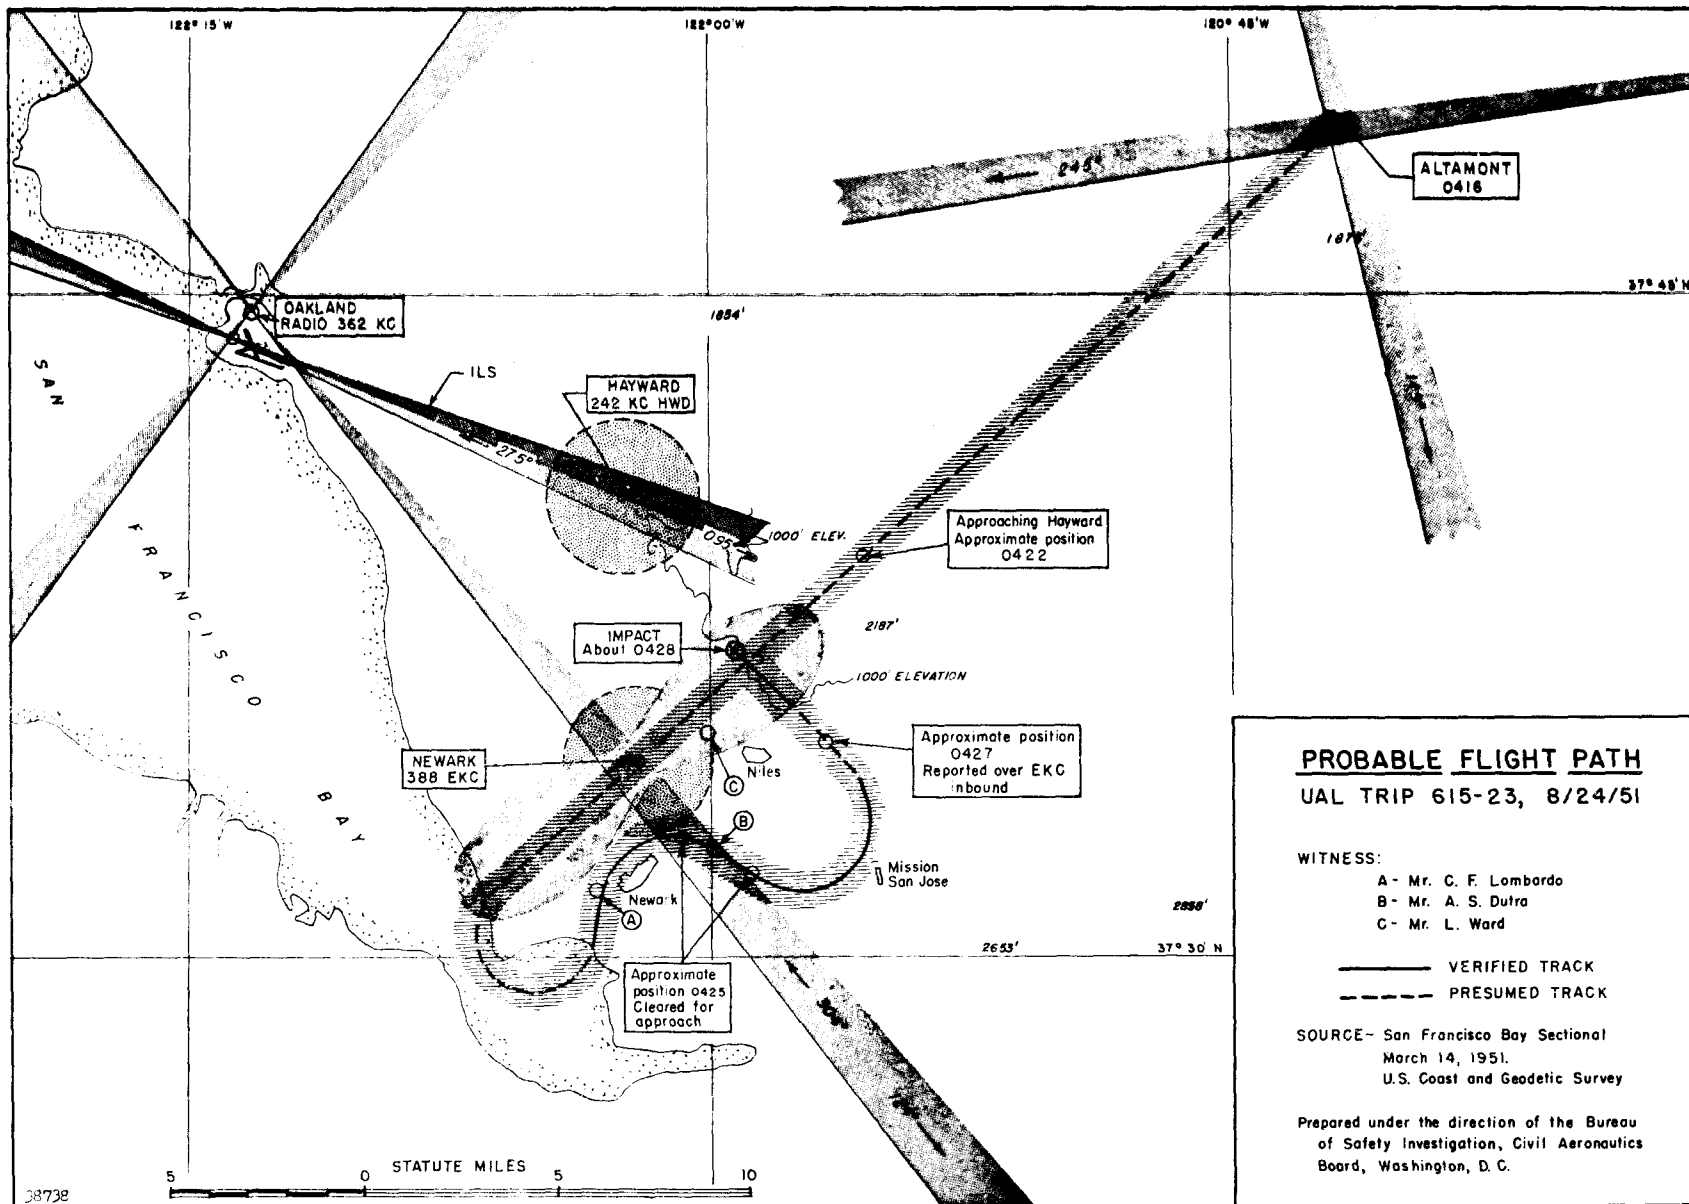 122° 15' W
122° 00' W
120° 48' W
245°
ALTAMONT
0416
1878'
37° 45' N
OAKLAND
RADIO 362 KC
1854'
SAN
ILS
HAYWARD
242 KC HWD
275°
095°
1000' ELEV.
Approaching Hayward
Approximate position
0422
FRANCISCO
2187'
IMPACT
About 0428
1000' ELEVATION
Approximate position
0427
Reported over EKC
inbound
NEWARK
388 EKC
Niles
C
BAY
B
Mission
San Jose
Newark
A
2858'
2653'
37° 30' N
Approximate
position 0425
Cleared for
approach
PROBABLE FLIGHT PATH
UAL TRIP 615-23, 8/24/51
WITNESS:
A - Mr. C. F. Lombardo
B - Mr. A. S. Dutra
C - Mr. L. Ward
VERIFIED TRACK
PRESUMED TRACK
SOURCE - San Francisco Bay Sectional
March 14, 1951.
U.S. Coast and Geodetic Survey
Prepared under the direction of the Bureau
of Safety Investigation, Civil Aeronautics
Board, Washington, D. C.
STATUTE MILES
5 0 5 10
38738